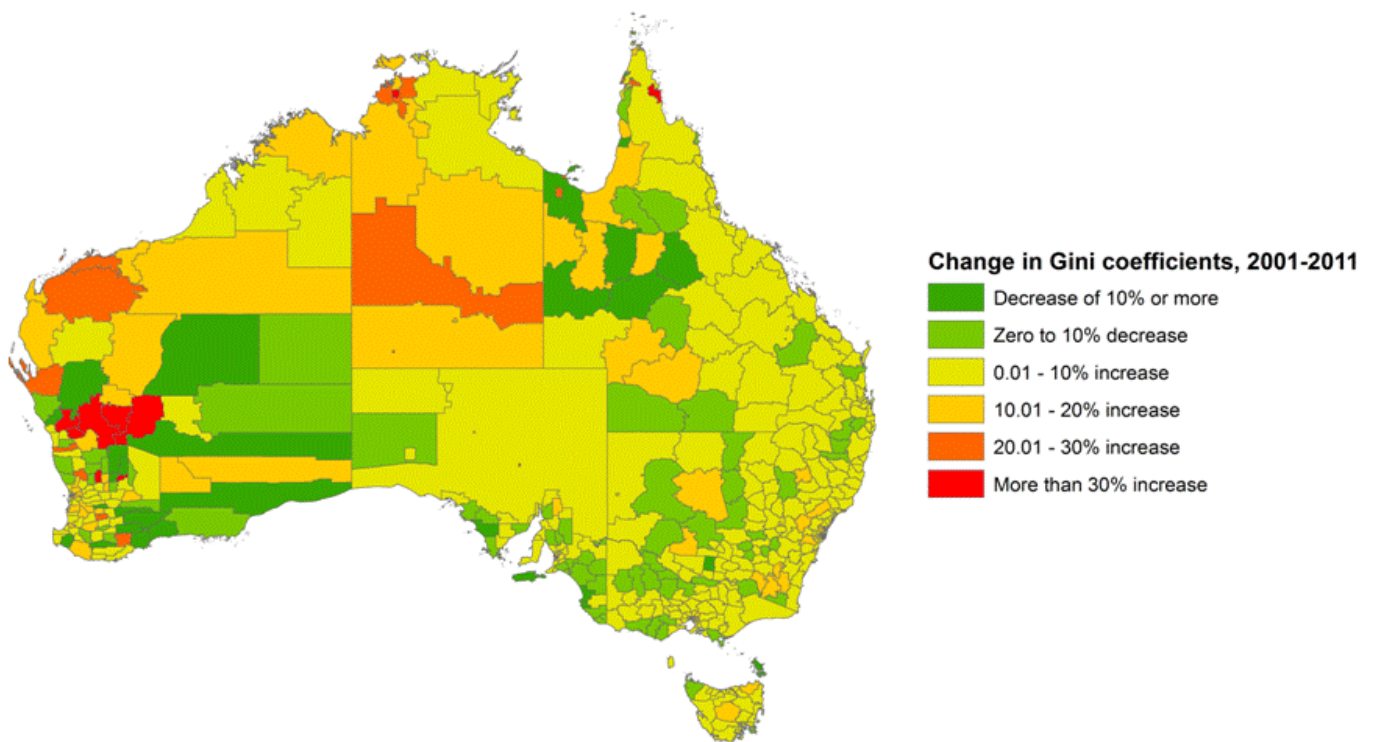 Change in Gini coefficients, 2001-2011
Decrease of 10% or more
Zero to 10% decrease
0.01 - 10% increase
10.01 - 20% increase
20.01 - 30% increase
More than 30% increase